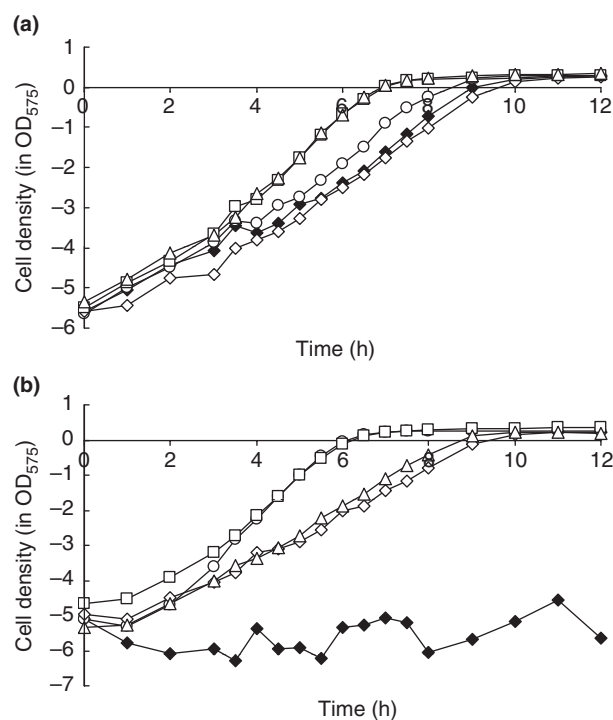 (a)
1
0
–1
–2
–3
–4
–5
–6
0 2 4 6 8 10 12
Cell density (in OD575)
Time (h)
(b)
1
0
–1
–2
–3
–4
–5
–6
–7
0 2 4 6 8 10 12
Cell density (in OD575)
Time (h)